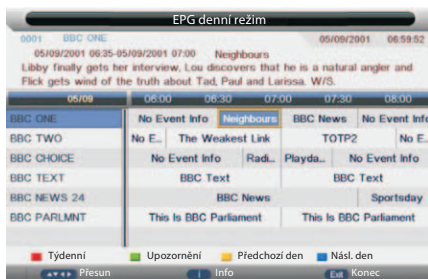 EPG denní režim
0001 BBC ONE 05/09/2001 06:59:52
05/09/2001 06:35-05/09/2001 07:00 Neighbours
Libby finally gets her interview, Lou discovers that he is a natural angler and
Flick gets wind of the truth about Tad, Paul and Larissa. W/S.
05/09 06:00 06:30 07:00 07:30 08:00
BBC ONE No Event Info Neighbours BBC News No Event Info
BBC TWO No E... The Weakest Link TOTP2 No E.
BBC CHOICE No Event Info Radi... Playda... No Event Info
BBC TEXT BBC Text BBC Text
BBC NEWS 24 BBC News Sportsday
BBC PARLMNT This Is BBC Parliament This Is BBC Parliament
Týdenní Upozornění Předchozí den Násl. den
Přesun i Info Exit Konec